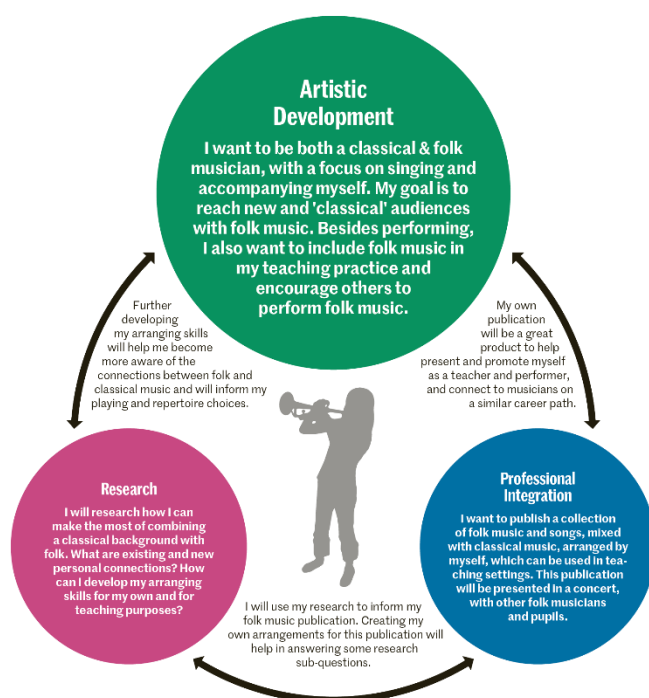 Artistic
Development
I want to be both a classical & folk
musician, with a focus on singing and
accompanying myself. My goal is to
reach new and 'classical' audiences
with folk music. Besides performing,
I also want to include folk music in
my teaching practice and
encourage others to
perform folk music.
Further
developing
my arranging skills
will help me become
more aware of the
connections between folk and
classical music and will inform my
playing and repertoire choices.
My own
publication
will be a great
product to help
present and promote myself
as a teacher and performer,
and connect to musicians on
a similar career path.
Research
I will research how I can
make the most of combining
a classical background with
folk. What are existing and new
personal connections? How
can I develop my arranging
skills for my own and for
teaching purposes?
Professional
Integration
I want to publish a collection
of folk music and songs, mixed
with classical music, arranged by
myself, which can be used in tea-
ching settings. This publication
will be presented in a concert,
with other folk musicians
and pupils.
I will use my research to inform my
folk music publication. Creating my
own arrangements for this publication will
help in answering some research
sub-questions.